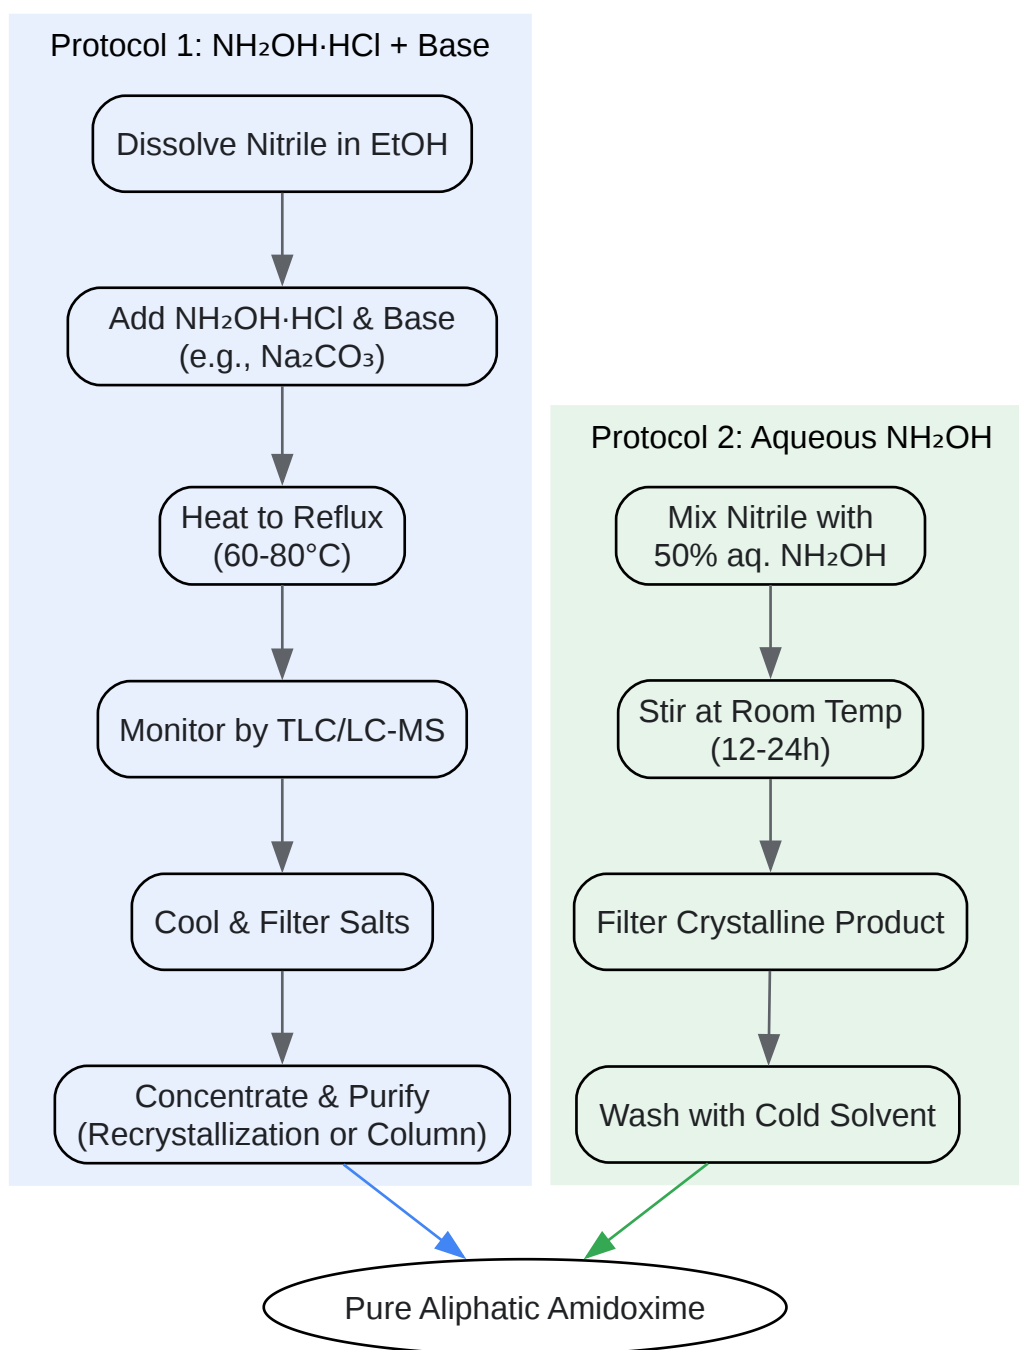 Protocol 1: NH₂OH·HCl + Base
Dissolve Nitrile in EtOH
Add NH₂OH·HCl & Base
(e.g., Na₂CO₃)
Heat to Reflux
(60-80°C)
Monitor by TLC/LC-MS
Cool & Filter Salts
Concentrate & Purify
(Recrystallization or Column)
Protocol 2: Aqueous NH₂OH
Mix Nitrile with
50% aq. NH₂OH
Stir at Room Temp
(12-24h)
Filter Crystalline Product
Wash with Cold Solvent
Pure Aliphatic Amidoxime